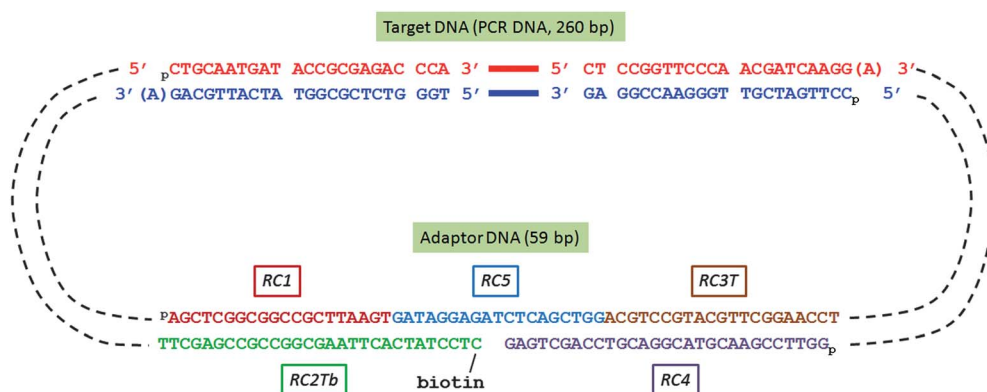 Target DNA (PCR DNA, 260 bp)
5′ pCTGCAATGAT ACCGCGAGAC CCA 3′ 5′ CT CCGGTTCCCA ACGATCAAGG(A) 3′
3′(A)GACGTTACTA TGGCGCTCTG GGT 5′ 3′ GA GGCCAAGGGT TGCTAGTTCCp 5′
Adaptor DNA (59 bp)
RC1 RC5 RC3T
pAGCTCGGCGGCCGCTTAAGTGATAGGAGATCTCAGCTGGACGTCCGTACGTTCGGAACCT
TTCGAGCCGCCGGCGAATTCACTATCCTC GAGTCGACCTGCAGGCATGCAAGCCTTGGp
RC2Tb biotin RC4